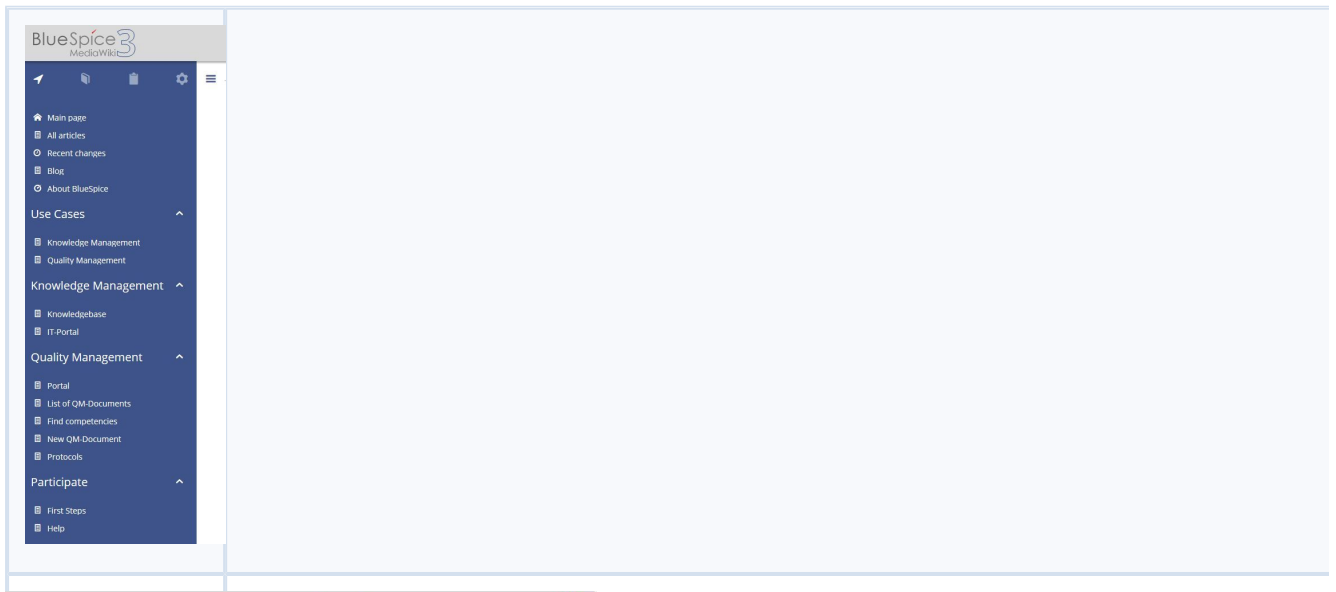 BlueSpice 3
MediaWiki
Main page
All articles
Recent changes
Blog
About BlueSpice
Use Cases
Knowledge Management
Quality Management
Knowledge Management
Knowledgebase
IT-Portal
Quality Management
Portal
List of QM-Documents
Find competencies
New QM-Document
Protocols
Participate
First Steps
Help